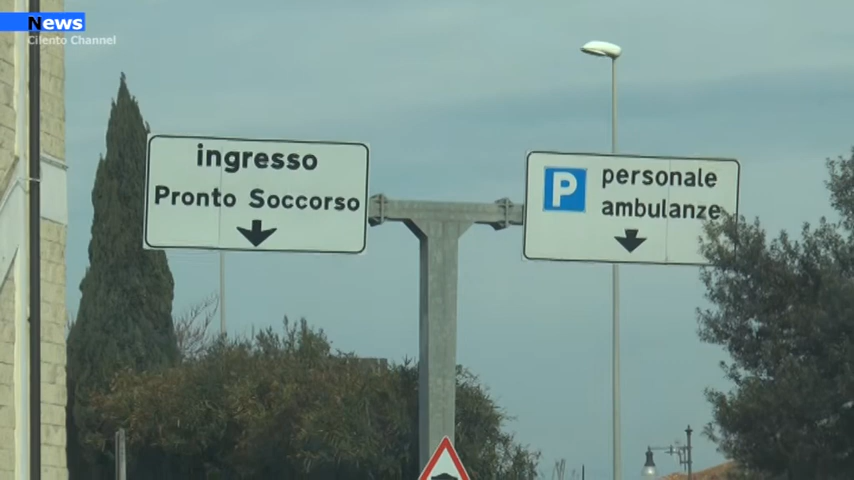 News
Cilento Channel
ingresso
Pronto Soccorso
P personale
ambulanze